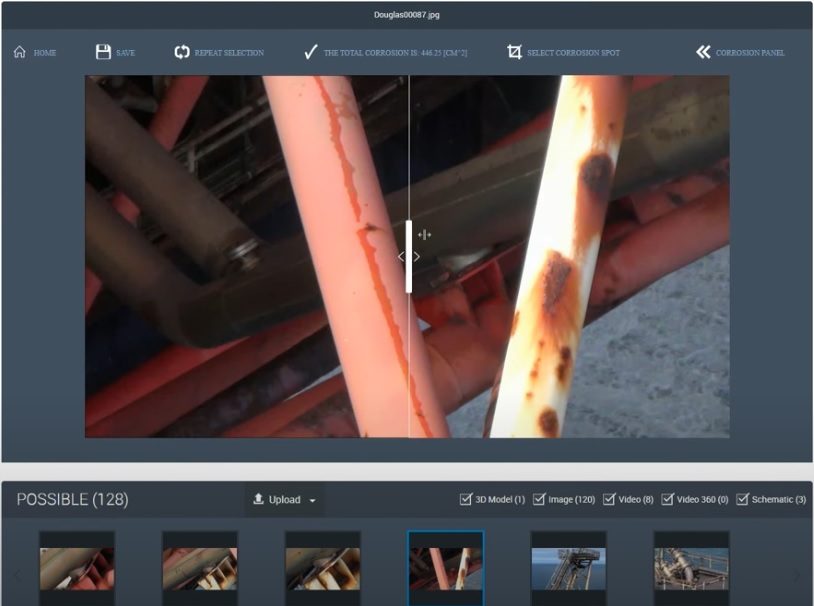 Douglas00087.jpg
HOME SAVE REPEAT SELECTION THE TOTAL CORROSION IS: 446.25 [CM^2] SELECT CORROSION SPOT CORROSION PANEL
POSSIBLE (128) Upload 3D Model (1) Image (120) Video (8) Video 360 (0) Schematic (3)